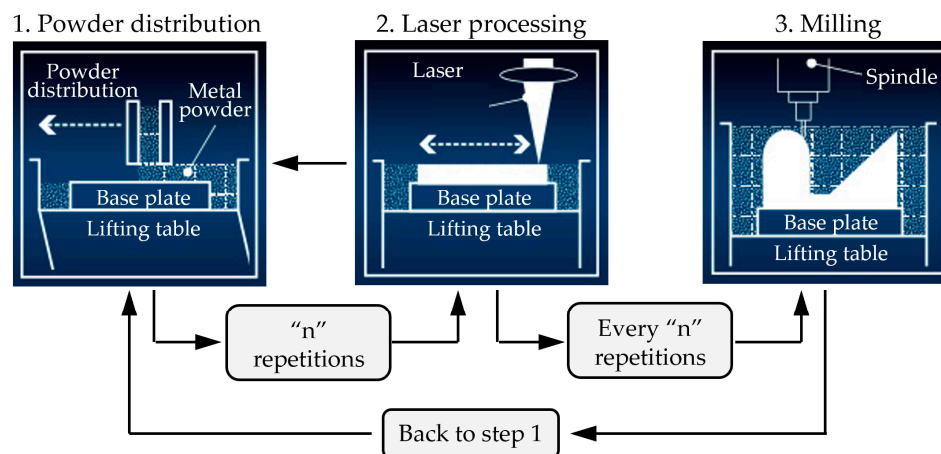 1. Powder distribution
2. Laser processing
3. Milling
Powder
distribution
Metal
powder
Base plate
Lifting table
Laser
Base plate
Lifting table
Spindle
Base plate
Lifting table
“n”
repetitions
Every “n”
repetitions
Back to step 1